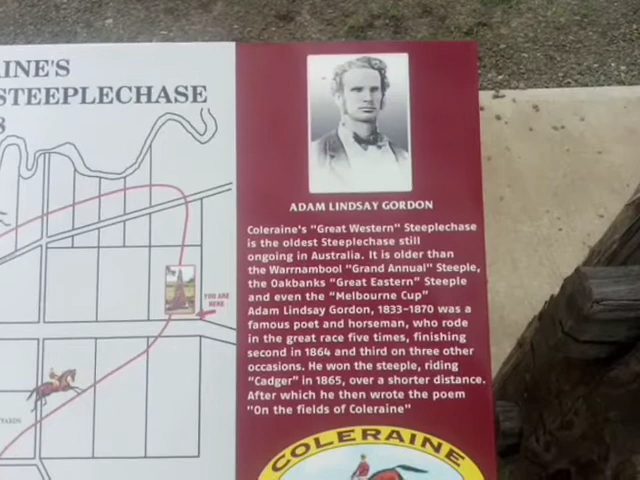 AINE'S
STEEPLECHASE
8
YOU ARE
HERE
ADAM LINDSAY GORDON
Coleraine's "Great Western" Steeplechase
is the oldest Steeplechase still
ongoing in Australia. It is older than
the Warrnambool "Grand Annual" Steeple,
the Oakbanks "Great Eastern" Steeple
and even the "Melbourne Cup"
Adam Lindsay Gordon, 1833-1870 was a
famous poet and horseman, who rode
in the great race five times, finishing
second in 1864 and third on three other
occasions. He won the steeple, riding
"Cadger" in 1865, over a shorter distance.
After which he then wrote the poem
"On the fields of Coleraine"
COLERAINE